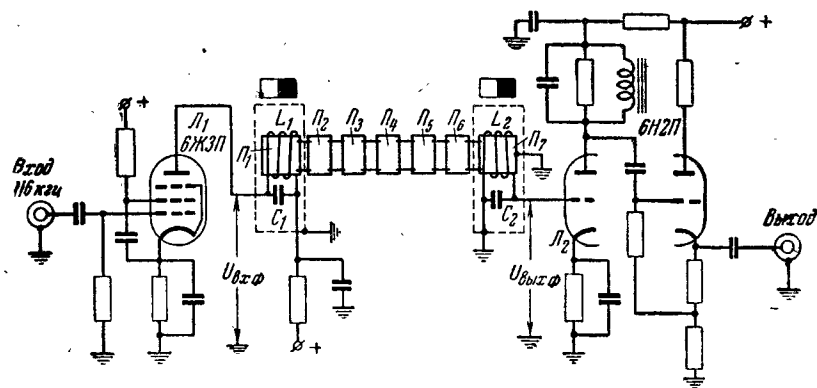 Вход
116 кгц
+
Л₁
6ЖЗП
L₁
П₁
П₂
П₃
П₄
П₅
П₆
L₂
П₇
C₁
C₂
Uвх ф
Uвых ф
+
Л₂
6Н2П
+
Выход